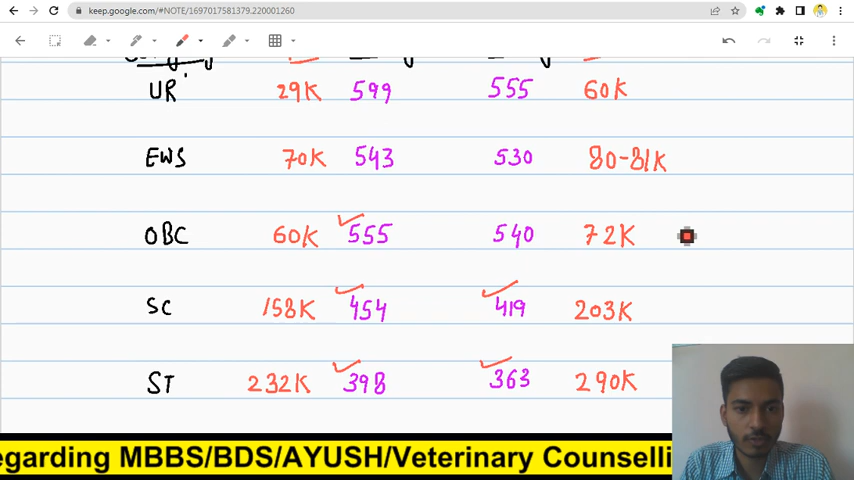 keep.google.com/#NOTE/1697017581379.220001260
UR 29K 599 555 60K
EWS 70K 543 530 80-81K
OBC 60K 555 540 72K
SC 158K 454 419 203K
ST 232K 398 363 290K
egarding MBBS/BDS/AYUSH/Veterinary Counselli